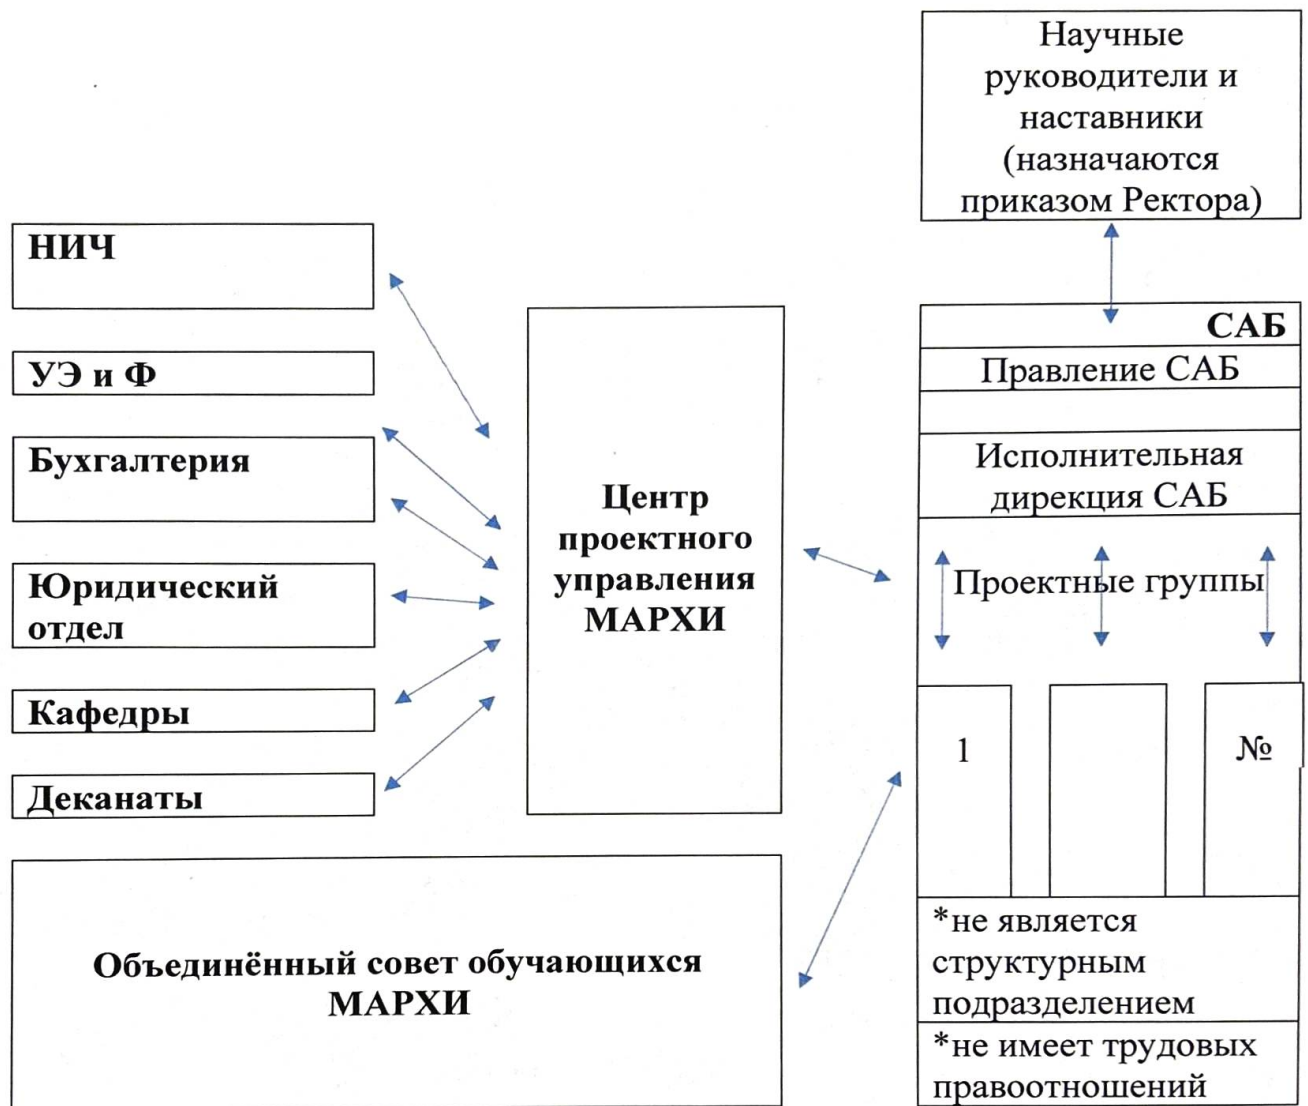 Научные
руководители и
наставники
(назначаются
приказом Ректора)
НИЧ
УЭ и Ф
Бухгалтерия
Юридический
отдел
Кафедры
Деканаты
Центр
проектного
управления
МАРХИ
САБ
Правление САБ
Исполнительная
дирекция САБ
Проектные группы
1
№
*не является
структурным
подразделением
*не имеет трудовых
правоотношений
Объединённый совет обучающихся
МАРХИ